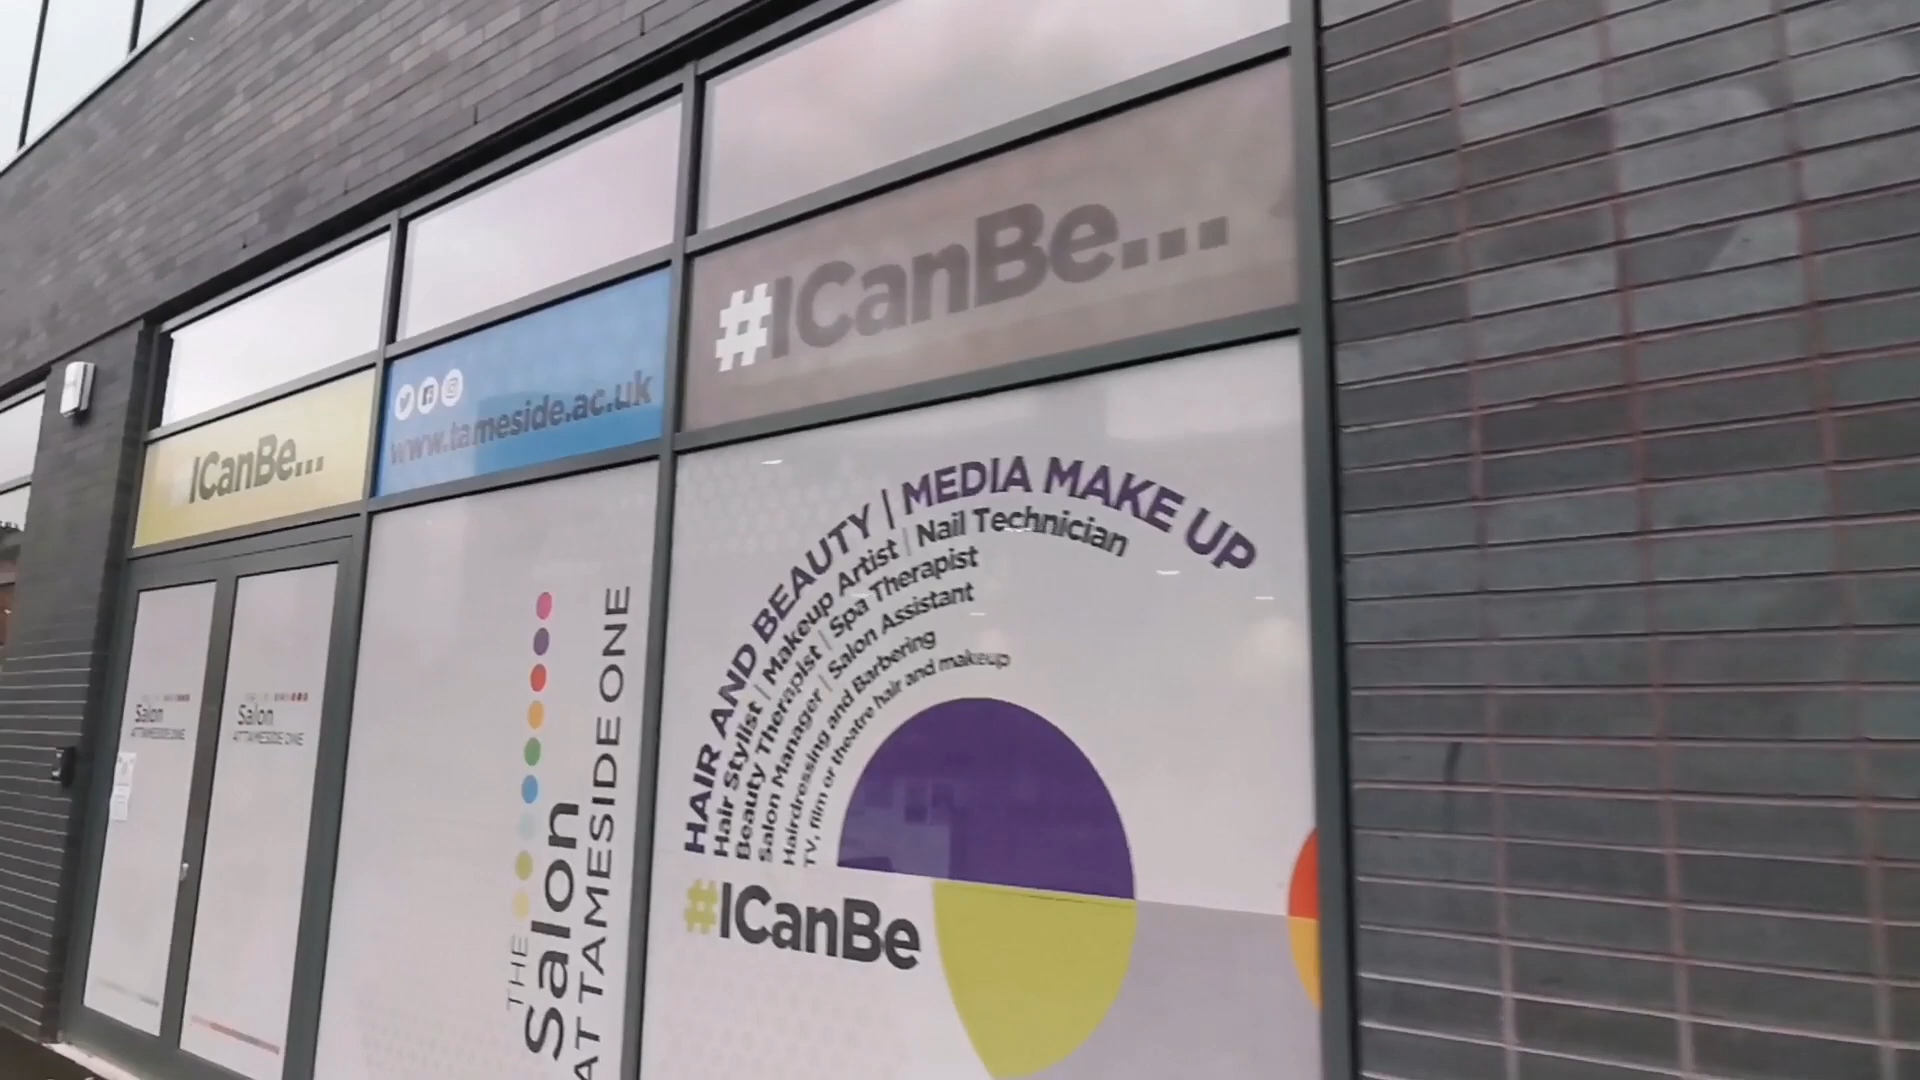 #ICanBe...
www.tameside.ac.uk
ICanBe...
HAIR AND BEAUTY | MEDIA MAKE UP
Hair Stylist | Makeup Artist | Nail Technician
Beauty Therapist | Spa Therapist
Salon Manager | Salon Assistant
Hairdressing and Barbering
TV, film or theatre hair and makeup
#ICanBe
THE
Salon
AT TAMESIDE ONE
Salon
AT TAMESIDE ONE
Salon
AT TAMESIDE ONE